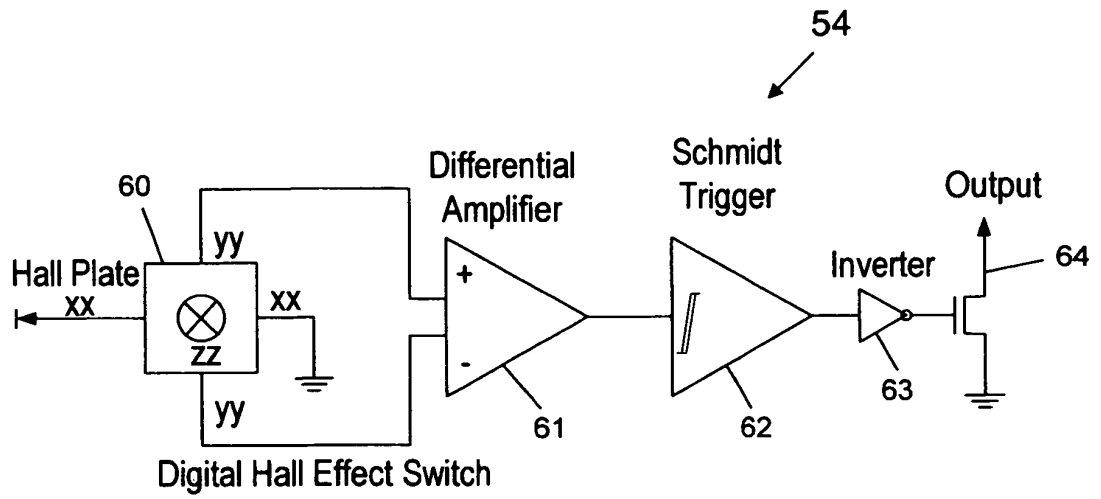 54
Schmidt
Trigger
Differential
Amplifier
Output
60
yy
+
64
Hall Plate
Inverter
xx
xx
zz
-
63
yy
61
62
Digital Hall Effect Switch